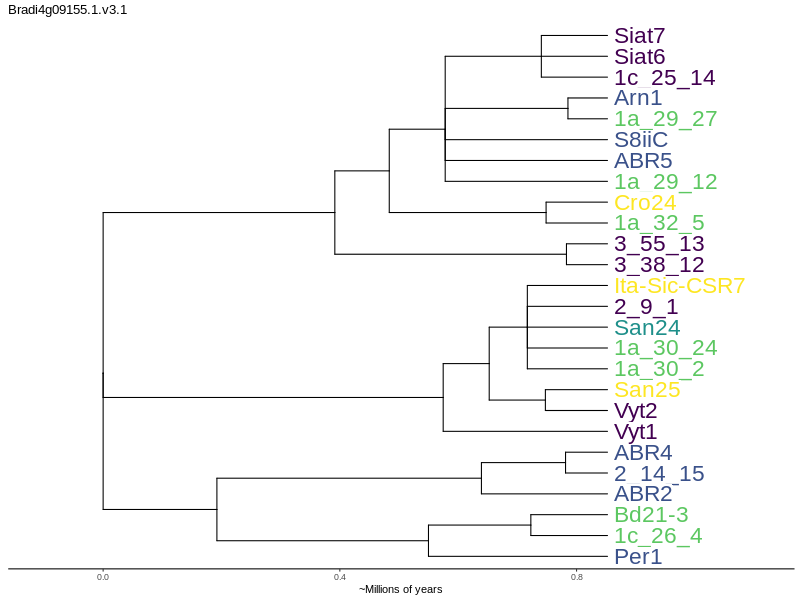 Bradi4g09155.1.v3.1
Siat7
Siat6
1c_25_14
Arn1
1a_29_27
S8iiC
ABR5
1a_29_12
Cro24
1a_32_5
3_55_13
3_38_12
Ita-Sic-CSR7
2_9_1
San24
1a_30_24
1a_30_2
San25
Vyt2
Vyt1
ABR4
2_14_15
ABR2
Bd21-3
1c_26_4
Per1
0.0 0.4 0.8
~Millions of years